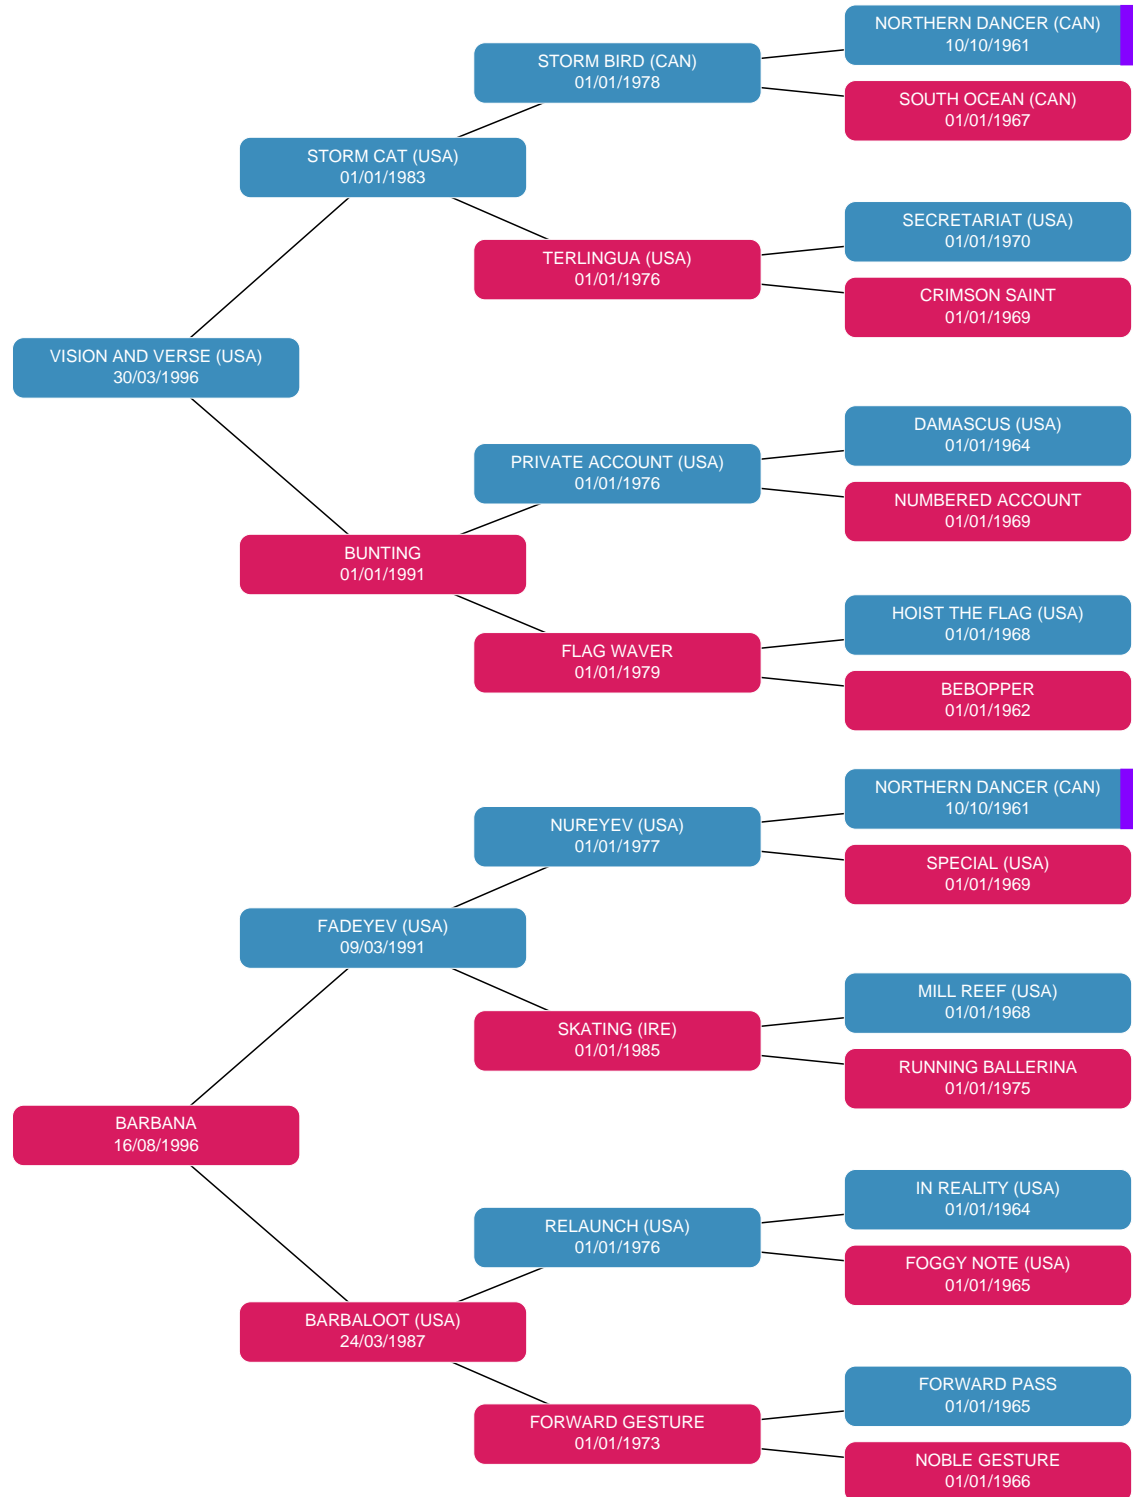 NORTHERN DANCER (CAN)
10/10/1961
STORM BIRD (CAN)
01/01/1978
SOUTH OCEAN (CAN)
01/01/1967
STORM CAT (USA)
01/01/1983
SECRETARIAT (USA)
01/01/1970
TERLINGUA (USA)
01/01/1976
CRIMSON SAINT
01/01/1969
VISION AND VERSE (USA)
30/03/1996
DAMASCUS (USA)
01/01/1964
PRIVATE ACCOUNT (USA)
01/01/1976
NUMBERED ACCOUNT
01/01/1969
BUNTING
01/01/1991
HOIST THE FLAG (USA)
01/01/1968
FLAG WAVER
01/01/1979
BEBOPPER
01/01/1962
NORTHERN DANCER (CAN)
10/10/1961
NUREYEV (USA)
01/01/1977
SPECIAL (USA)
01/01/1969
FADEYEV (USA)
09/03/1991
MILL REEF (USA)
01/01/1968
SKATING (IRE)
01/01/1985
RUNNING BALLERINA
01/01/1975
BARBANA
16/08/1996
IN REALITY (USA)
01/01/1964
RELAUNCH (USA)
01/01/1976
FOGGY NOTE (USA)
01/01/1965
BARBALOOT (USA)
24/03/1987
FORWARD PASS
01/01/1965
FORWARD GESTURE
01/01/1973
NOBLE GESTURE
01/01/1966